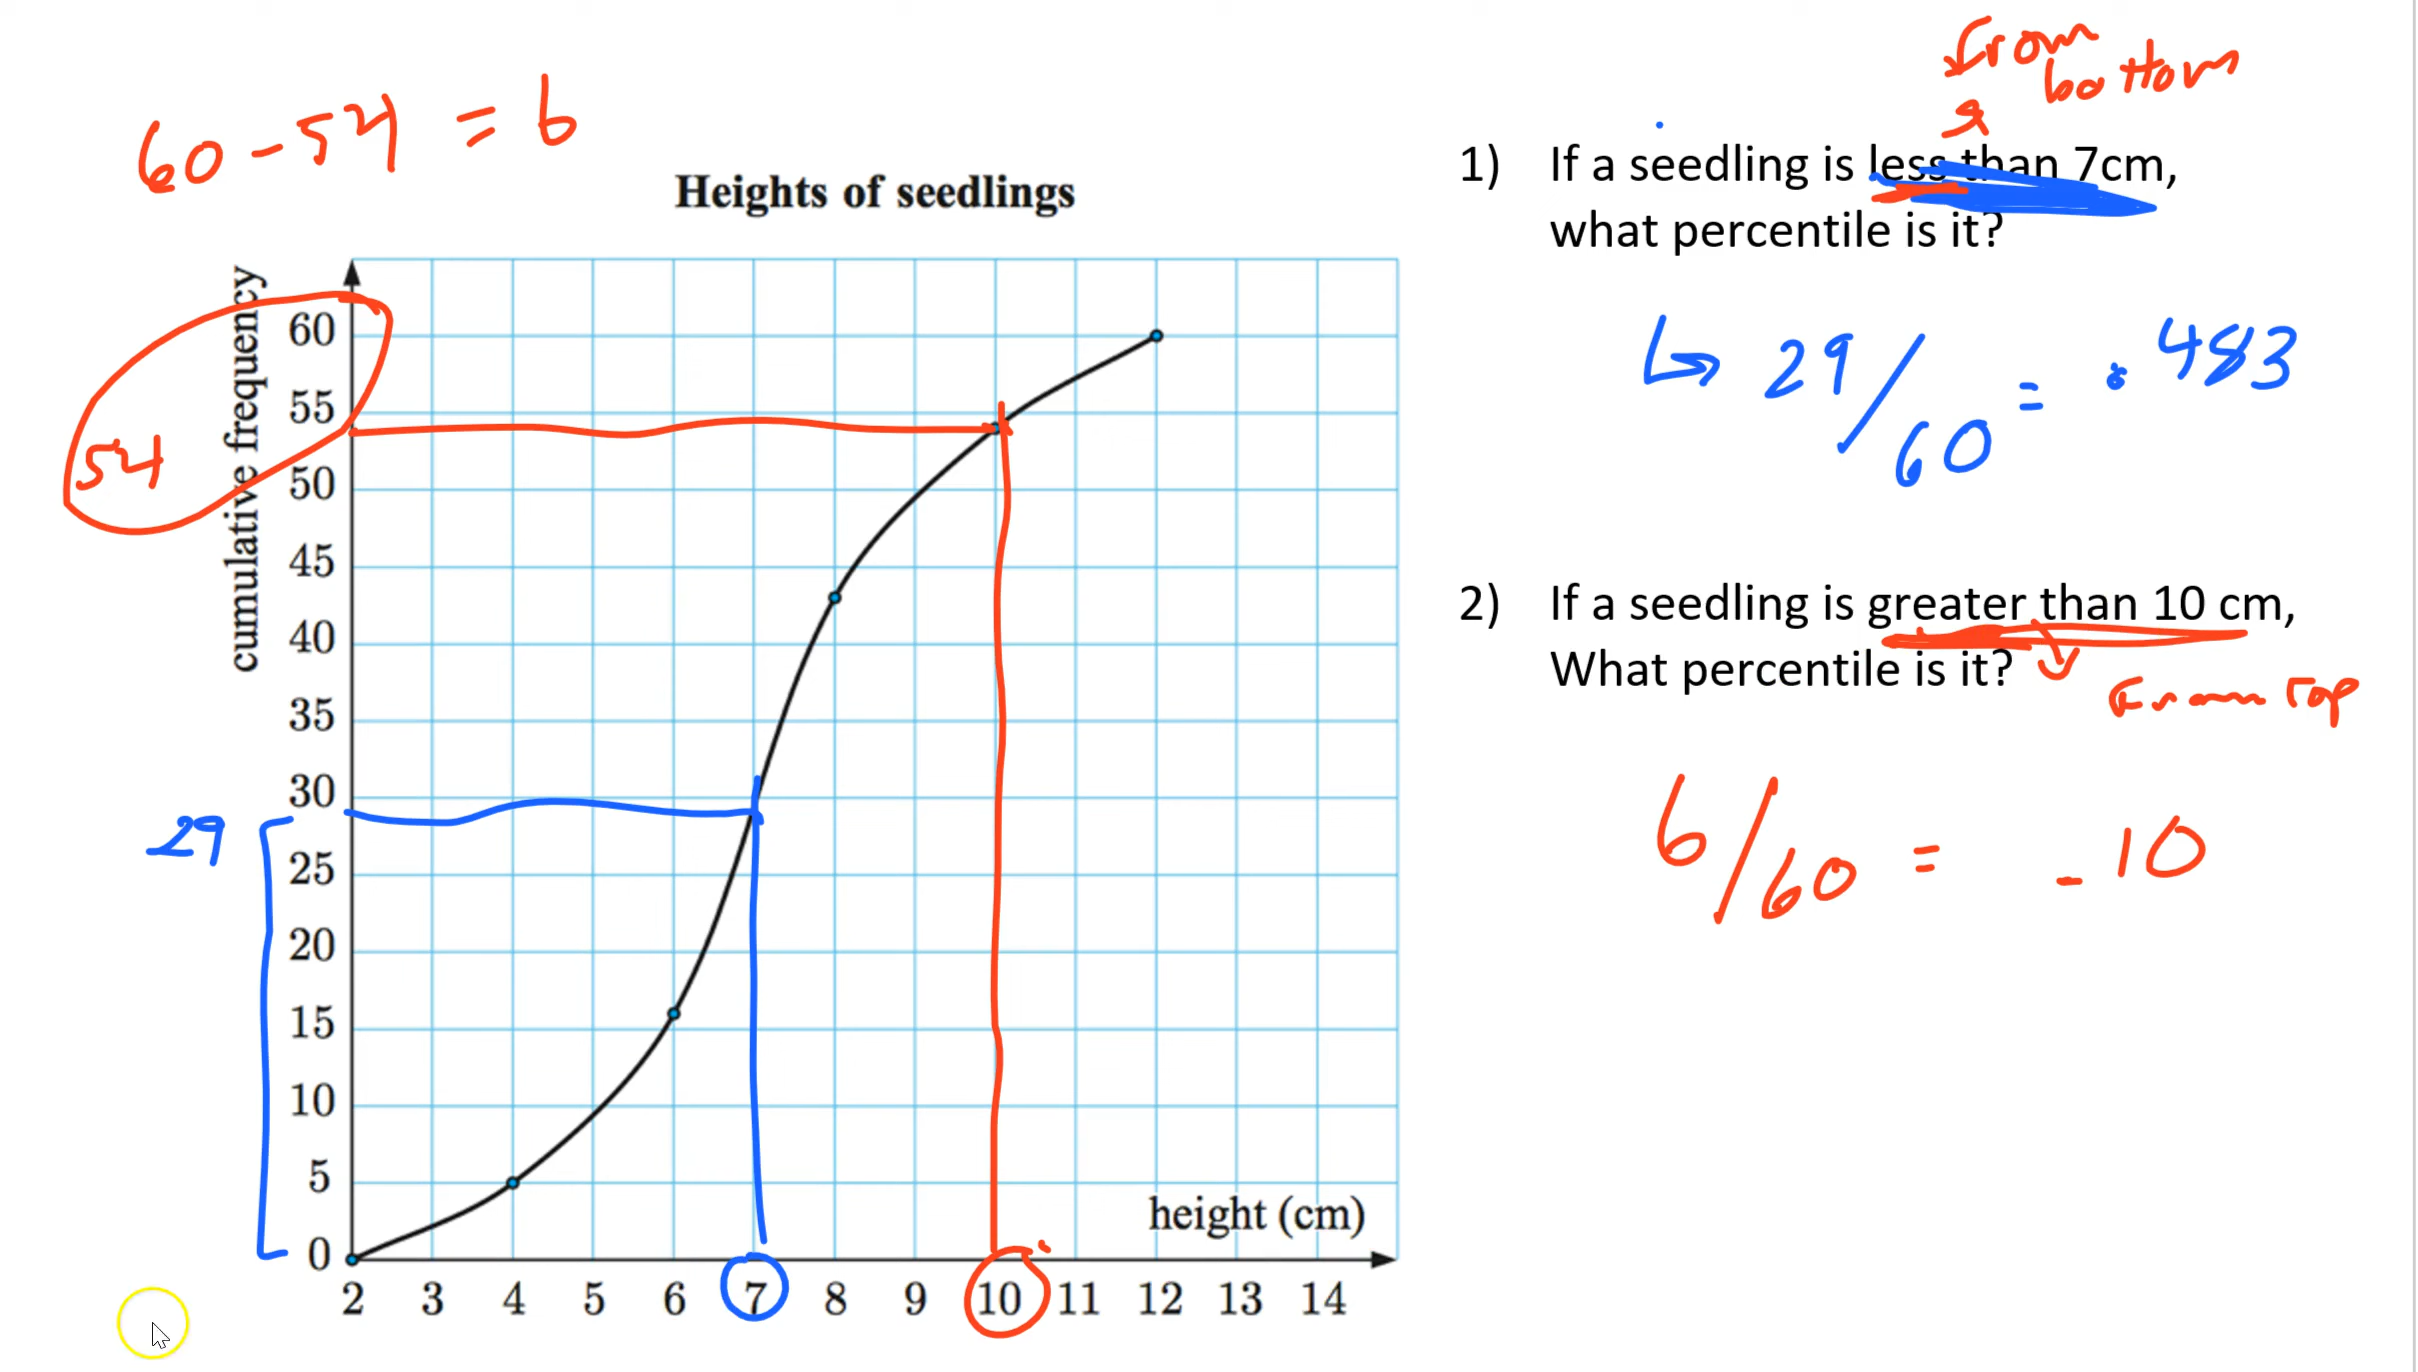 60 - 54 = 6
Heights of seedlings
cumulative frequency
60
55
54
50
45
40
35
30
29
25
20
15
10
5
0
2 3 4 5 6 7 8 9 10 11 12 13 14
height (cm)
from
bottom
1) If a seedling is less than 7cm,
what percentile is it?
29/60 = .483
2) If a seedling is greater than 10 cm,
What percentile is it?
From Top
6/60 = .10